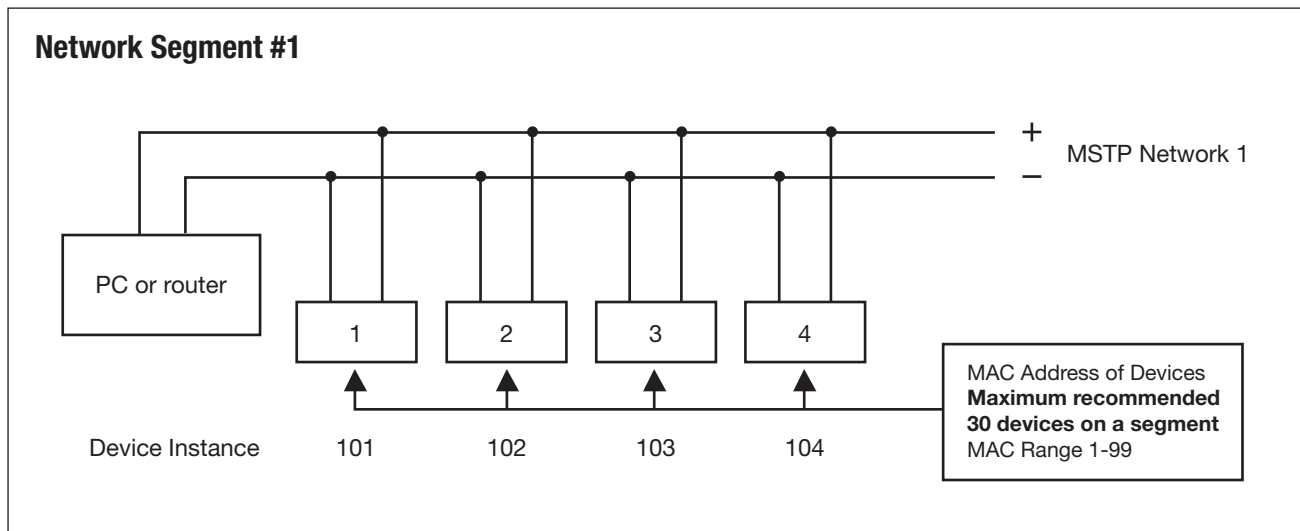 Network Segment #1
+
MSTP Network 1
−
PC or router
1 2 3 4
MAC Address of Devices
Maximum recommended
30 devices on a segment
MAC Range 1-99
Device Instance 101 102 103 104